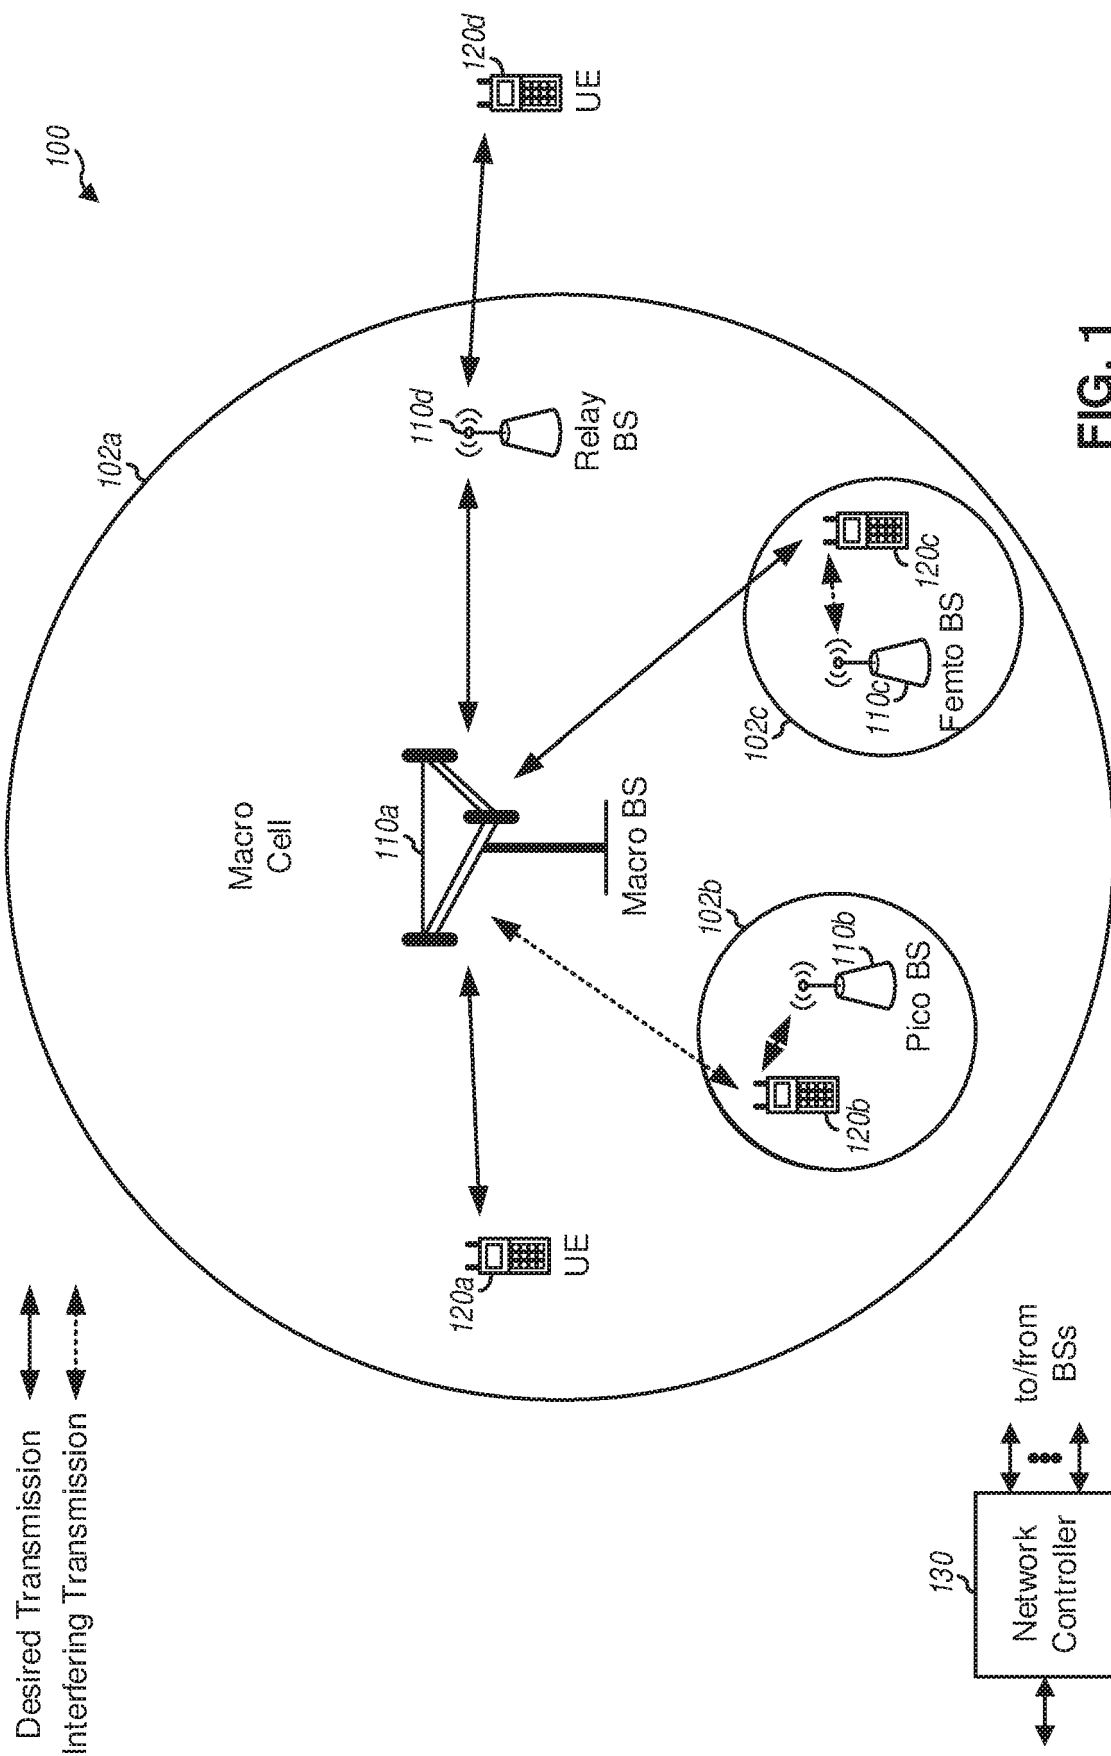 Desired Transmission
Interfering Transmission
100
102a
Macro
Cell
110a
Macro BS
120a
UE
110d
Relay
BS
120d
UE
102b
120b
110b
Pico BS
102c
110c
120c
Femto BS
130
Network
Controller
to/from
BSs
FIG. 1